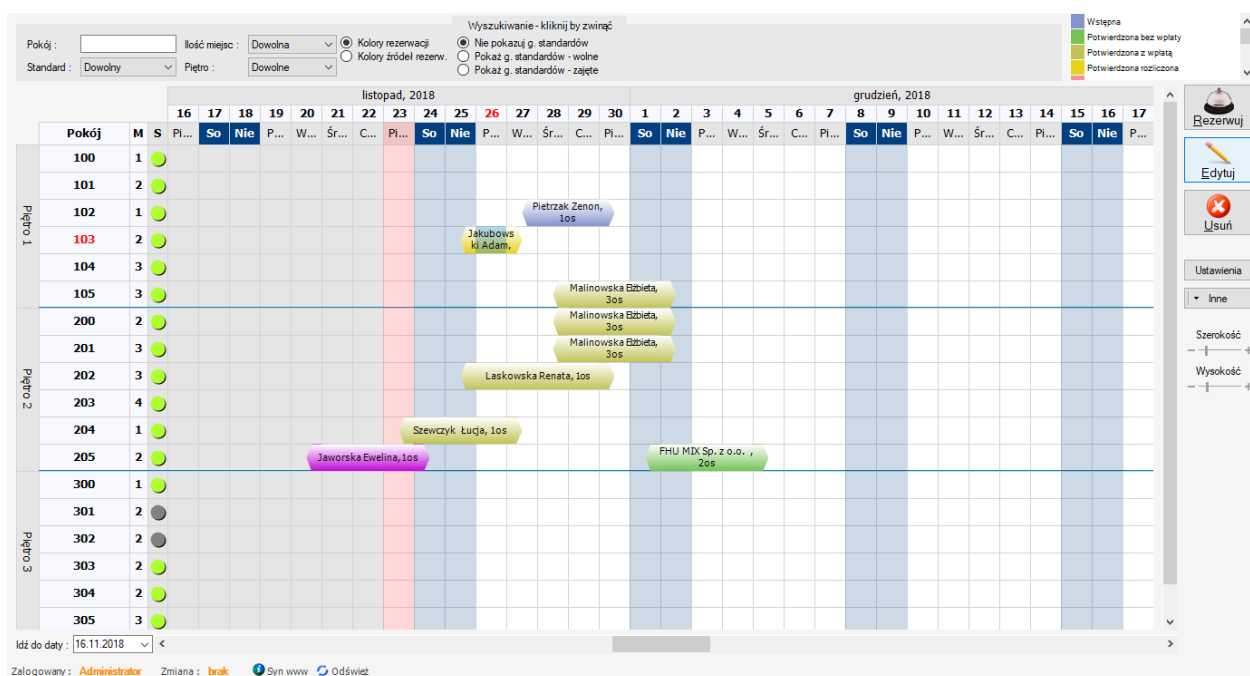 Wyszukiwanie - kliknij by zwinąć
Pokój : Ilość miejsc : Dowolna Kolory rezerwacji Nie pokazuj g. standardów
Kolory źródeł rezerw. Pokaż g. standardów - wolne
Standard : Dowolny Piętro : Dowolne Pokaż g. standardów - zajęte
Wstępna
Potwierdzona bez wpłaty
Potwierdzona z wpłatą
Potwierdzona rozliczona
listopad, 2018 grudzień, 2018
16 17 18 19 20 21 22 23 24 25 26 27 28 29 30 1 2 3 4 5 6 7 8 9 10 11 12 13 14 15 16 17
Pokój M S Pi... So Nie P... W... Śr... C... Pi... So Nie P... W... Śr... C... Pi... So Nie P... W... Śr... C... Pi... So Nie P... W... Śr... C... Pi... So Nie P...
Piętro 1
100 1
101 2
102 1 Pietrzak Zenon,
1os
103 2 Jakubows
ki Adam,
104 3
105 3 Malinowska Elżbieta,
3os
Piętro 2
200 2 Malinowska Elżbieta,
3os
201 3 Malinowska Elżbieta,
3os
202 3 Laskowska Renata, 1os
203 4
204 1 Szewczyk Łucja, 1os
205 2 Jaworska Ewelina, 1os FHU MIX Sp. z o.o. ,
2os
Piętro 3
300 1
301 2
302 2
303 2
304 2
305 3
Rezerwuj
Edytuj
Usuń
Ustawienia
Inne
Szerokość
Wysokość
Idź do daty : 16.11.2018
Zalogowany : Administrator Zmiana : brak Syn www Odśwież